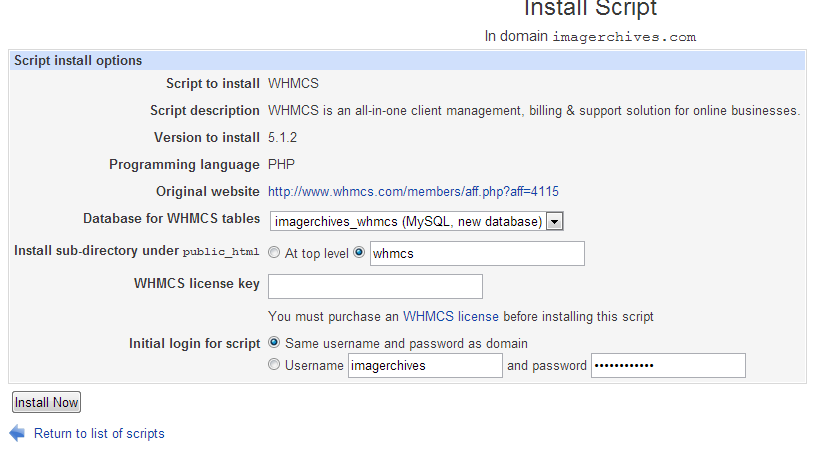 Install Script
In domain imagerchives.com
Script install options
Script to install WHMCS
Script description WHMCS is an all-in-one client management, billing & support solution for online businesses.
Version to install 5.1.2
Programming language PHP
Original website http://www.whmcs.com/members/aff.php?aff=4115
Database for WHMCS tables imagerchives_whmcs (MySQL, new database)
Install sub-directory under public_html At top level whmcs
WHMCS license key
You must purchase an WHMCS license before installing this script
Initial login for script Same username and password as domain
Username imagerchives and password ••••••••••••
Install Now
Return to list of scripts